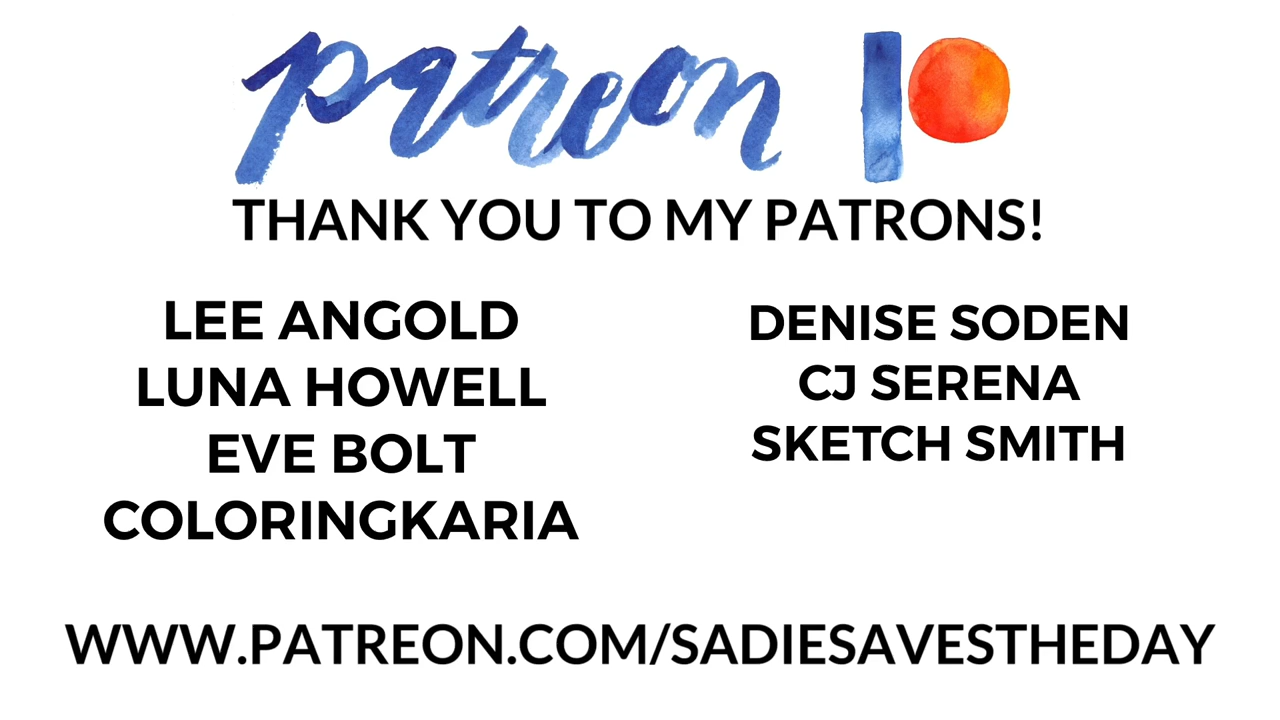 patreon
THANK YOU TO MY PATRONS!
LEE ANGOLD
LUNA HOWELL
EVE BOLT
COLORINGKARIA
DENISE SODEN
CJ SERENA
SKETCH SMITH
WWW.PATREON.COM/SADIESAVESTHEDAY